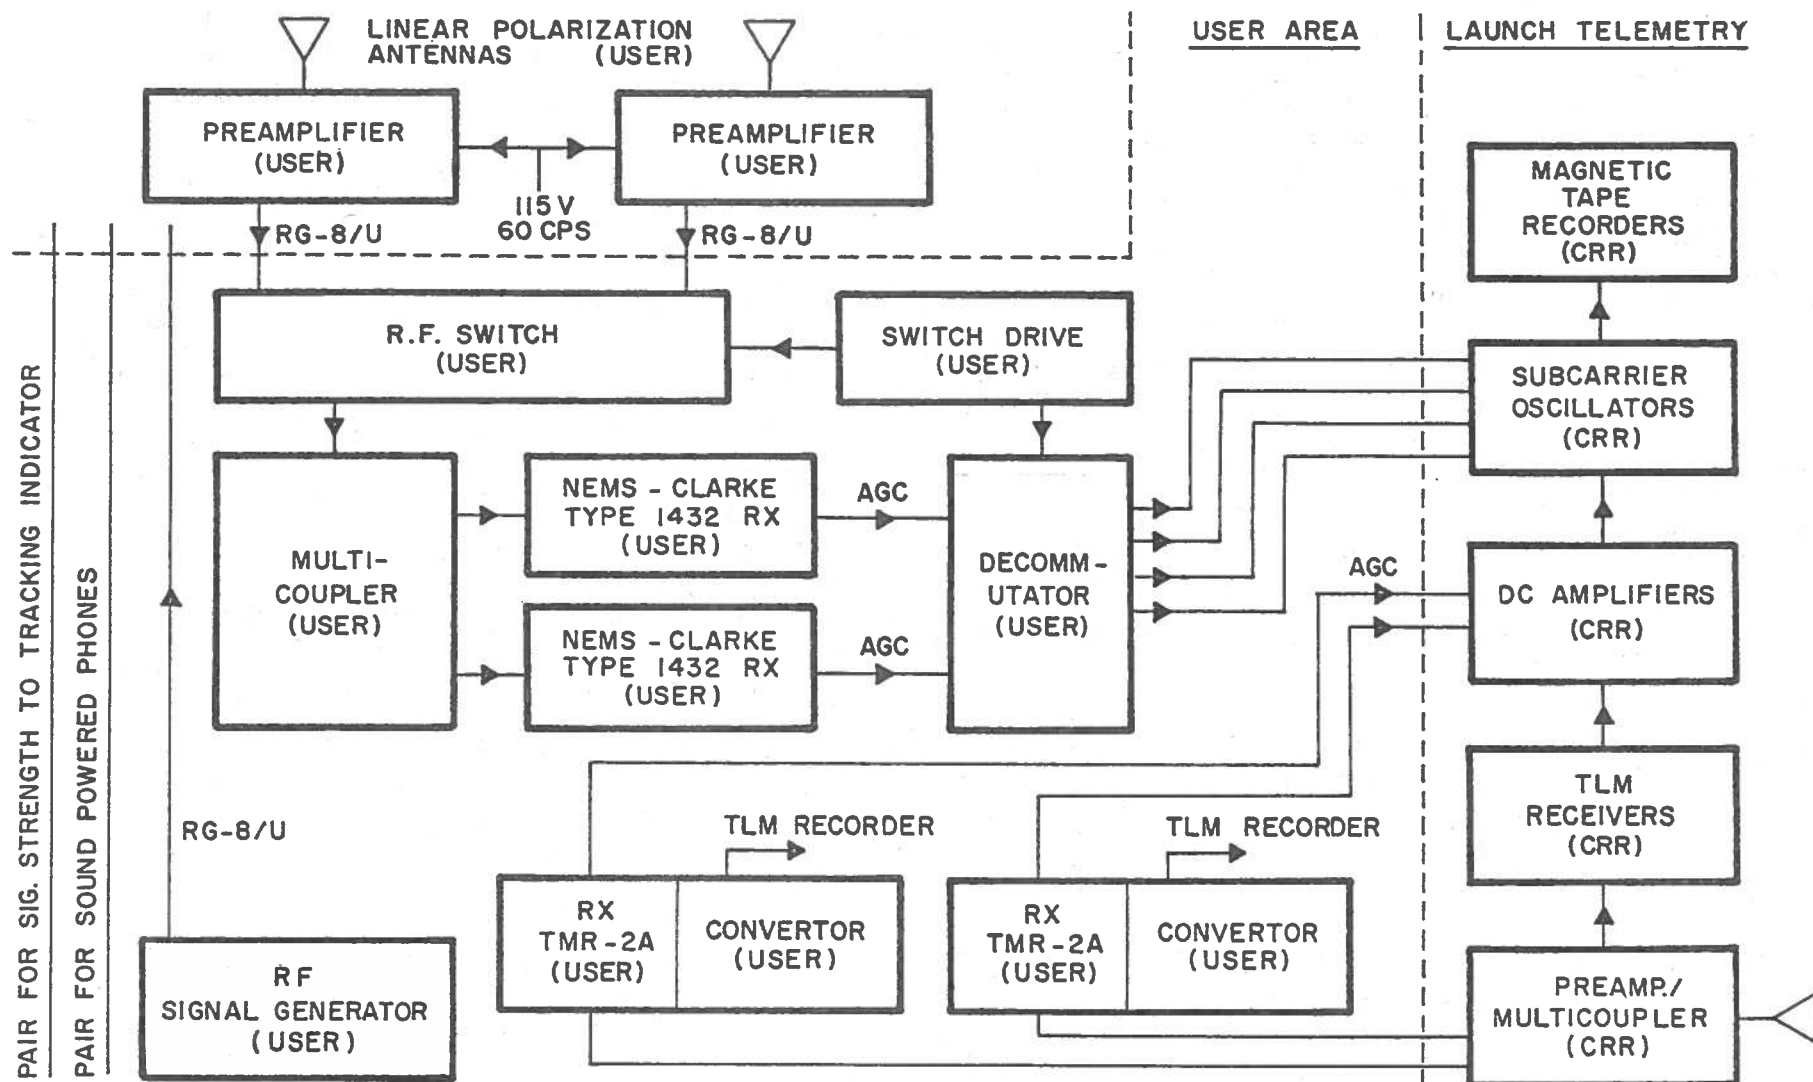 LINEAR POLARIZATION
ANTENNAS (USER)
USER AREA
LAUNCH TELEMETRY
PREAMPLIFIER
(USER)
PREAMPLIFIER
(USER)
115 V
60 CPS
RG-8/U
RG-8/U
MAGNETIC
TAPE
RECORDERS
(CRR)
R.F. SWITCH
(USER)
SWITCH DRIVE
(USER)
SUBCARRIER
OSCILLATORS
(CRR)
MULTI-
COUPLER
(USER)
NEMS - CLARKE
TYPE 1432 RX
(USER)
AGC
NEMS - CLARKE
TYPE 1432 RX
(USER)
AGC
DECOMM-
UTATOR
(USER)
AGC
DC AMPLIFIERS
(CRR)
TLM
RECEIVERS
(CRR)
RG-8/U
TLM RECORDER
TLM RECORDER
RX
TMR-2A
(USER)
CONVERTOR
(USER)
RX
TMR-2A
(USER)
CONVERTOR
(USER)
RF
SIGNAL GENERATOR
(USER)
PREAMP./
MULTICOUPLER
(CRR)
PAIR FOR SIG. STRENGTH TO TRACKING INDICATOR
PAIR FOR SOUND POWERED PHONES